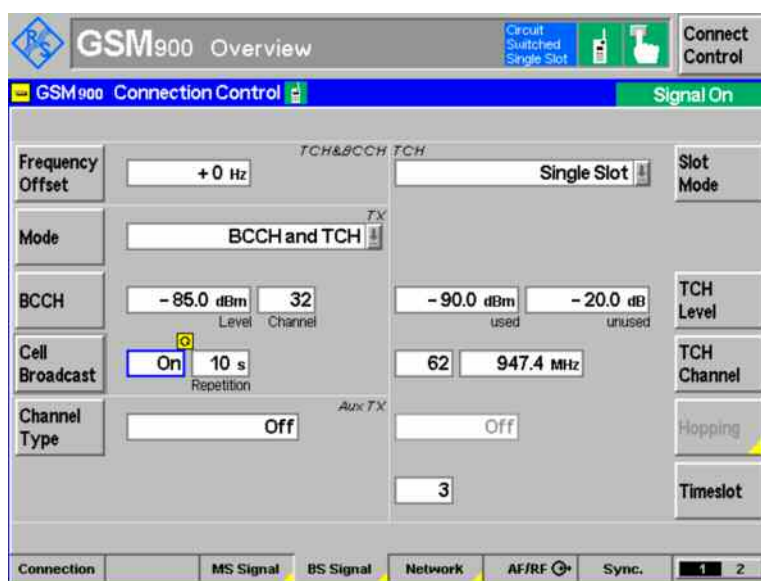 R&S
GSM900 Overview
Circuit
Switched
Single Slot
Connect
Control
GSM900 Connection Control
Signal On
TCH&BCCH TCH
Frequency
Offset
+0 Hz
Single Slot
Slot
Mode
TX
Mode
BCCH and TCH
BCCH
-85.0 dBm
32
Level Channel
-90.0 dBm
-20.0 dB
used unused
TCH
Level
Cell
Broadcast
On
10 s
Repetition
62
947.4 MHz
TCH
Channel
Aux TX
Channel
Type
Off
Off
Hopping
3
Timeslot
Connection
MS Signal
BS Signal
Network
AF/RF
Sync.
1 2